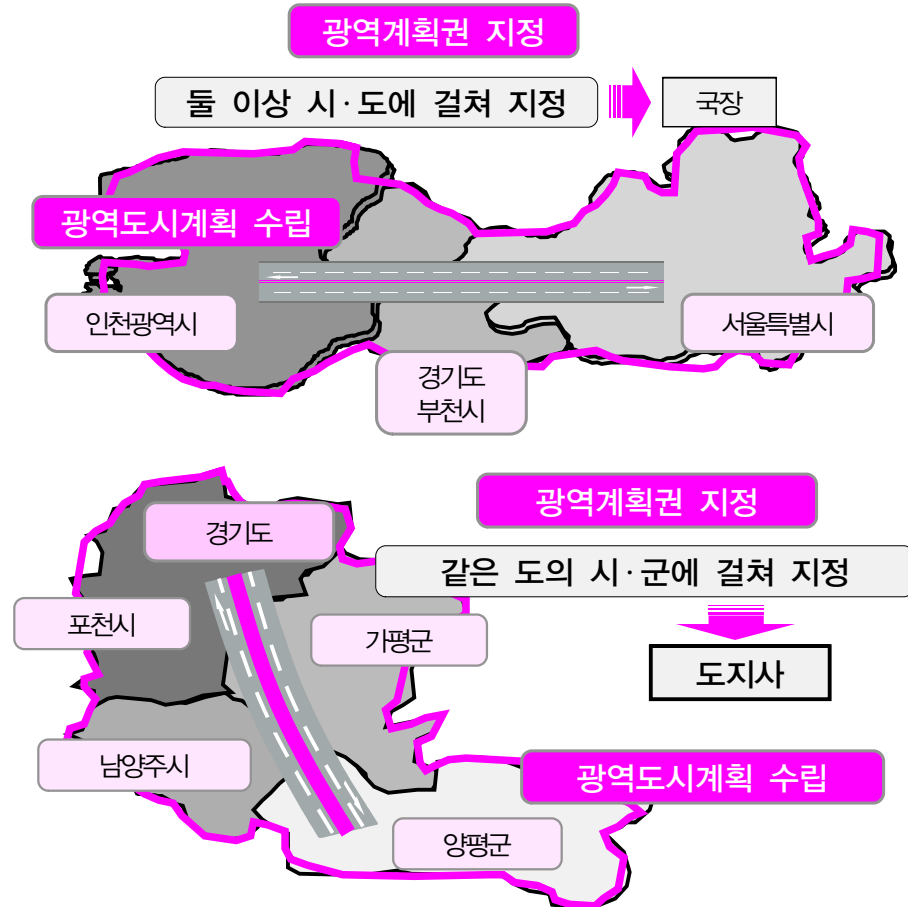 광역계획권 지정
둘 이상 시·도에 걸쳐 지정
국장
광역도시계획 수립
인천광역시
서울특별시
경기도
부천시
광역계획권 지정
경기도
같은 도의 시·군에 걸쳐 지정
포천시
가평군
도지사
남양주시
광역도시계획 수립
양평군